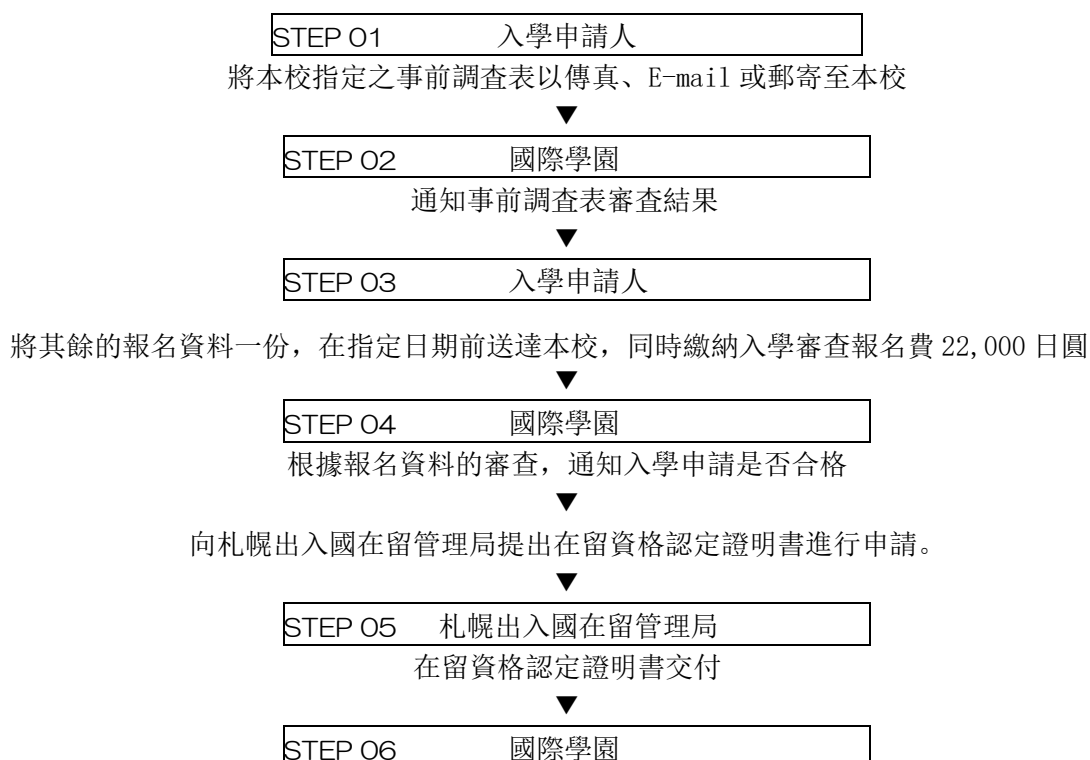 STEP 01 入學申請人
將本校指定之事前調查表以傳真、E-mail 或郵寄至本校
▼
STEP 02 國際學園
通知事前調查表審查結果
▼
STEP 03 入學申請人
將其餘的報名資料一份，在指定日期前送達本校，同時繳納入學審查報名費 22,000 日圓
▼
STEP 04 國際學園
根據報名資料的審查，通知入學申請是否合格
▼
向札幌出入國在留管理局提出在留資格認定證明書進行申請。
▼
STEP 05 札幌出入國在留管理局
在留資格認定證明書交付
▼
STEP 06 國際學園